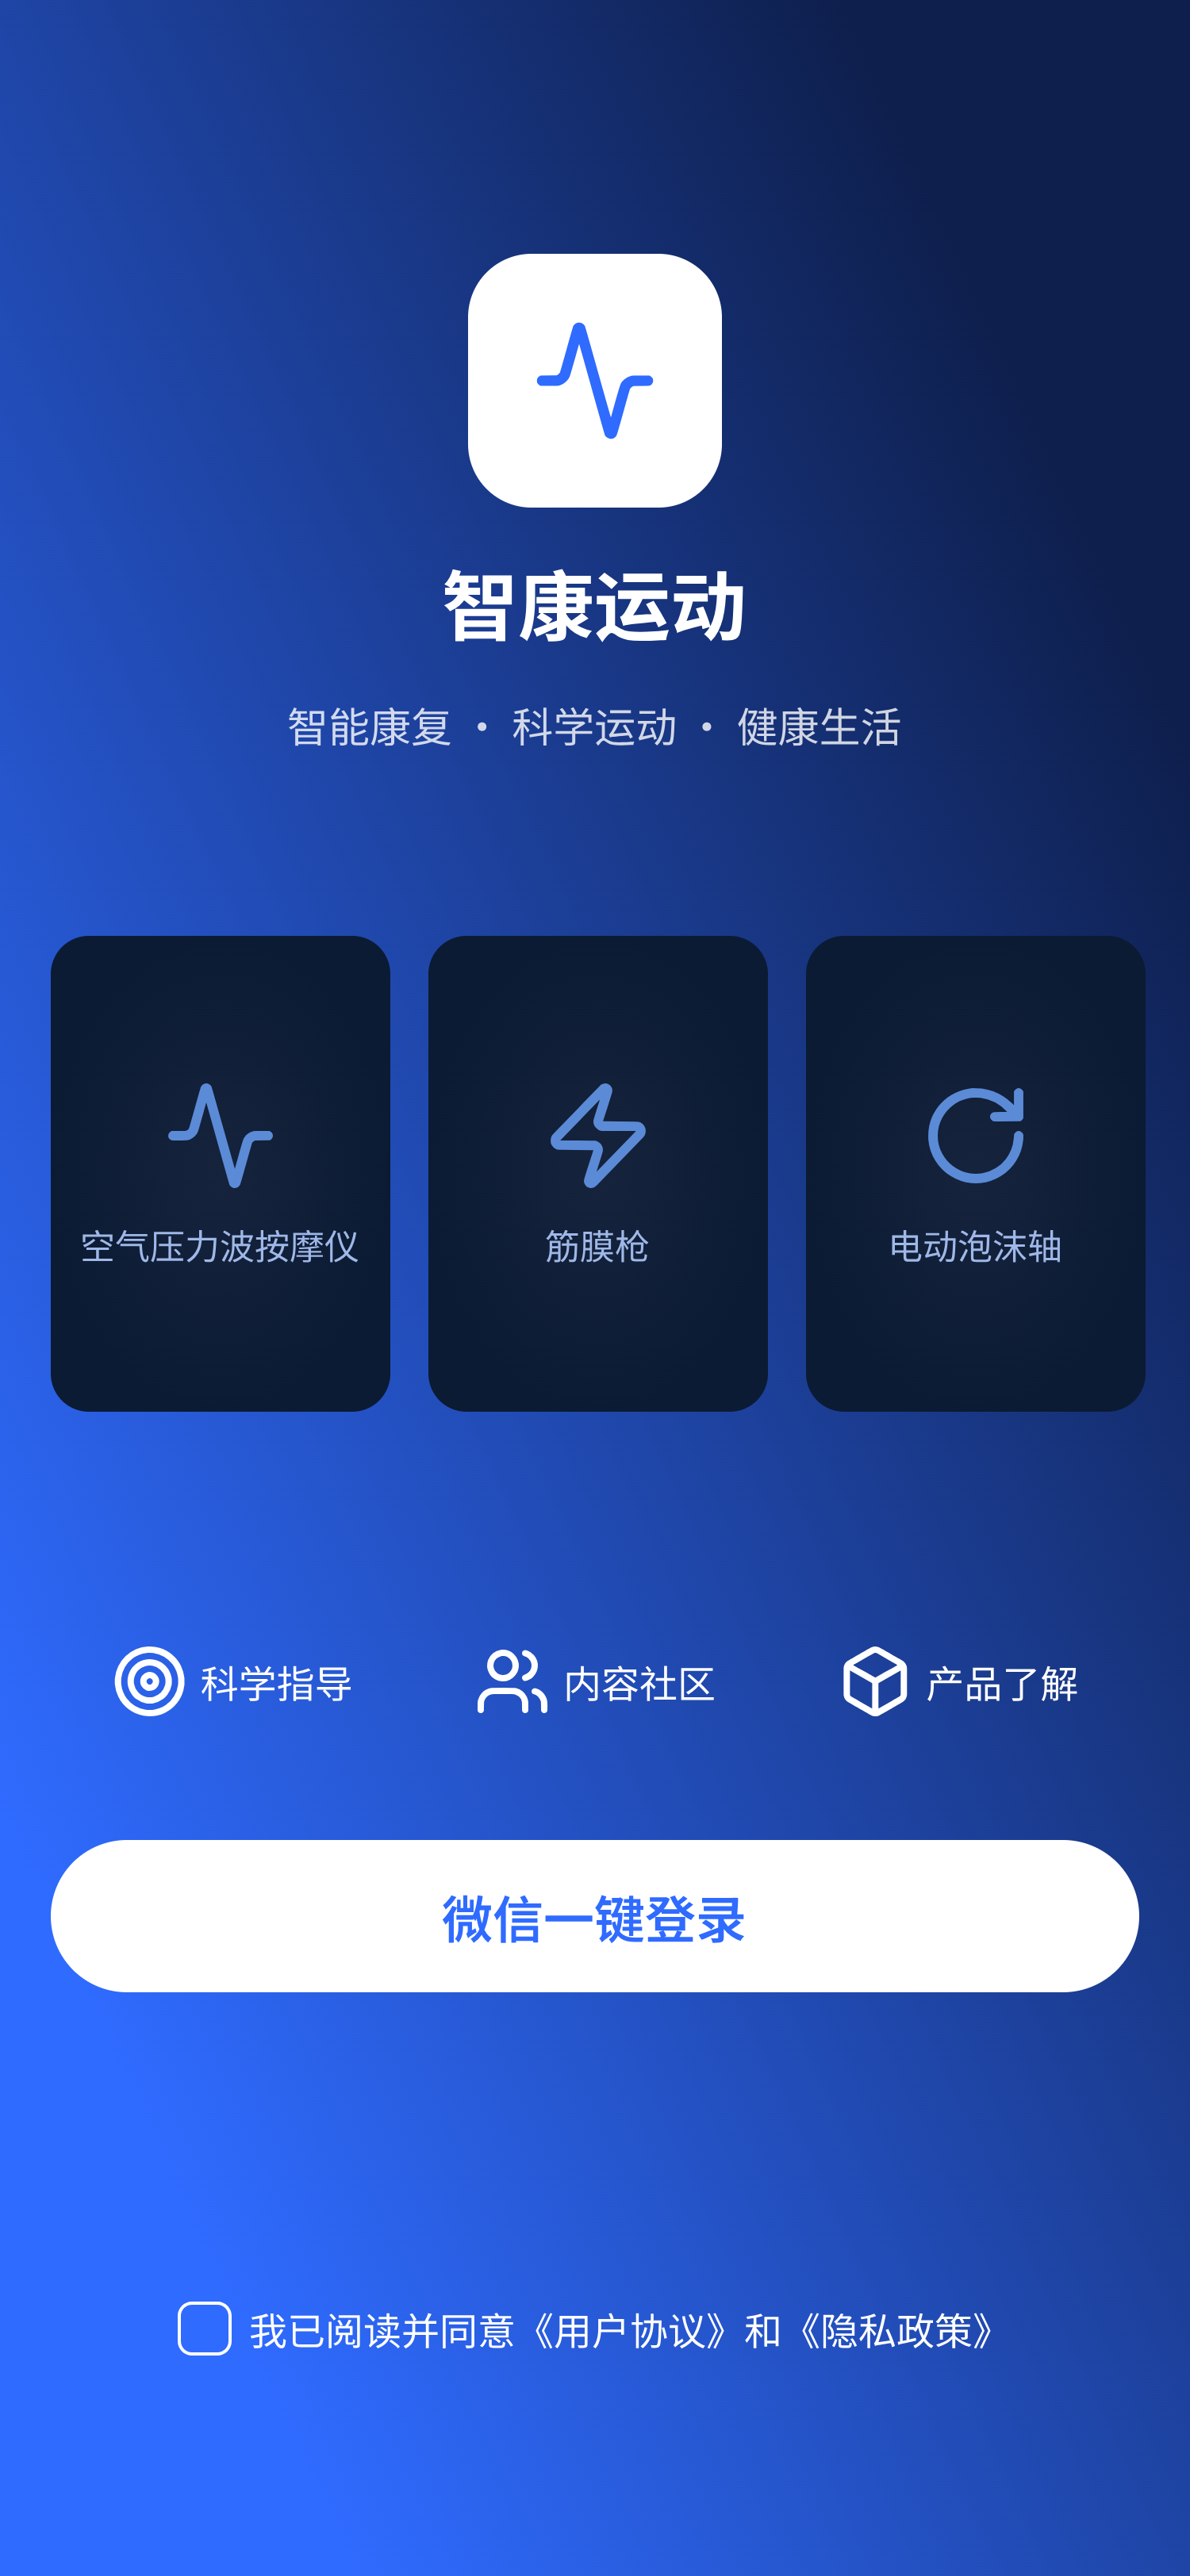 智康运动
智能康复 · 科学运动 · 健康生活
空气压力波按摩仪
筋膜枪
电动泡沫轴
科学指导
内容社区
产品了解
微信一键登录
我已阅读并同意《用户协议》和《隐私政策》